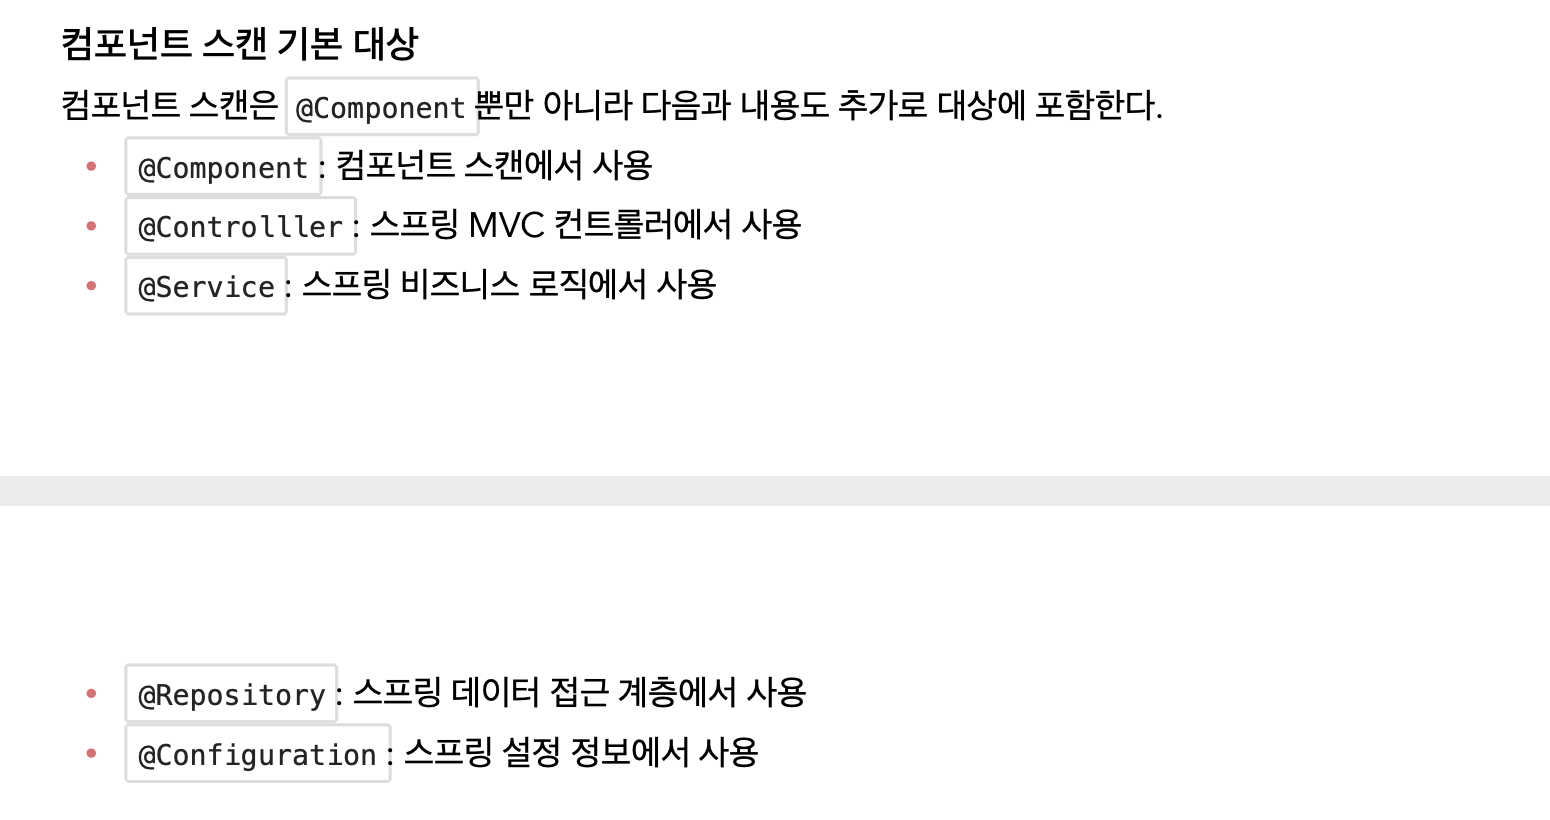 컴포넌트 스캔 기본 대상
컴포넌트 스캔은 @Component 뿐만 아니라 다음과 내용도 추가로 대상에 포함한다.
• @Component : 컴포넌트 스캔에서 사용
• @Controlller : 스프링 MVC 컨트롤러에서 사용
• @Service : 스프링 비즈니스 로직에서 사용
• @Repository : 스프링 데이터 접근 계층에서 사용
• @Configuration : 스프링 설정 정보에서 사용